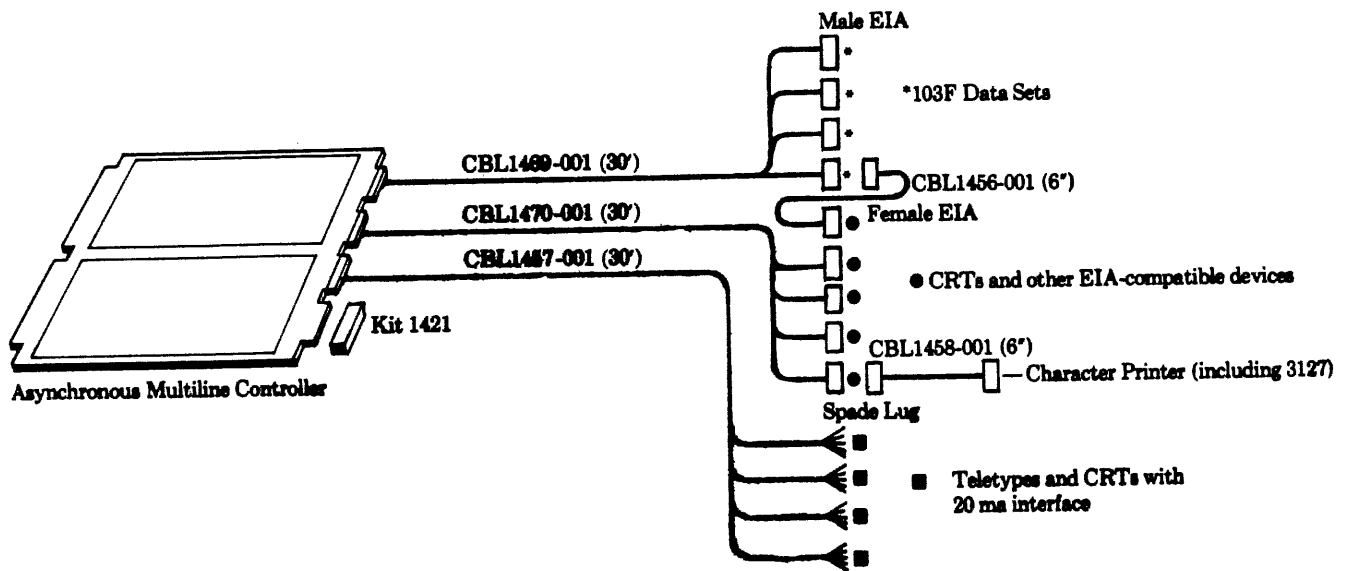 Male EIA
*
*103F Data Sets
*
*
*
CBL1469-001 (30′)
CBL1456-001 (6″)
CBL1470-001 (30′)
Female EIA
CBL1457-001 (30′)
CRTs and other EIA-compatible devices
Kit 1421
CBL1458-001 (6″)
Character Printer (including 3127)
Asynchronous Multiline Controller
Spade Lug
Teletypes and CRTs with
20 ma interface